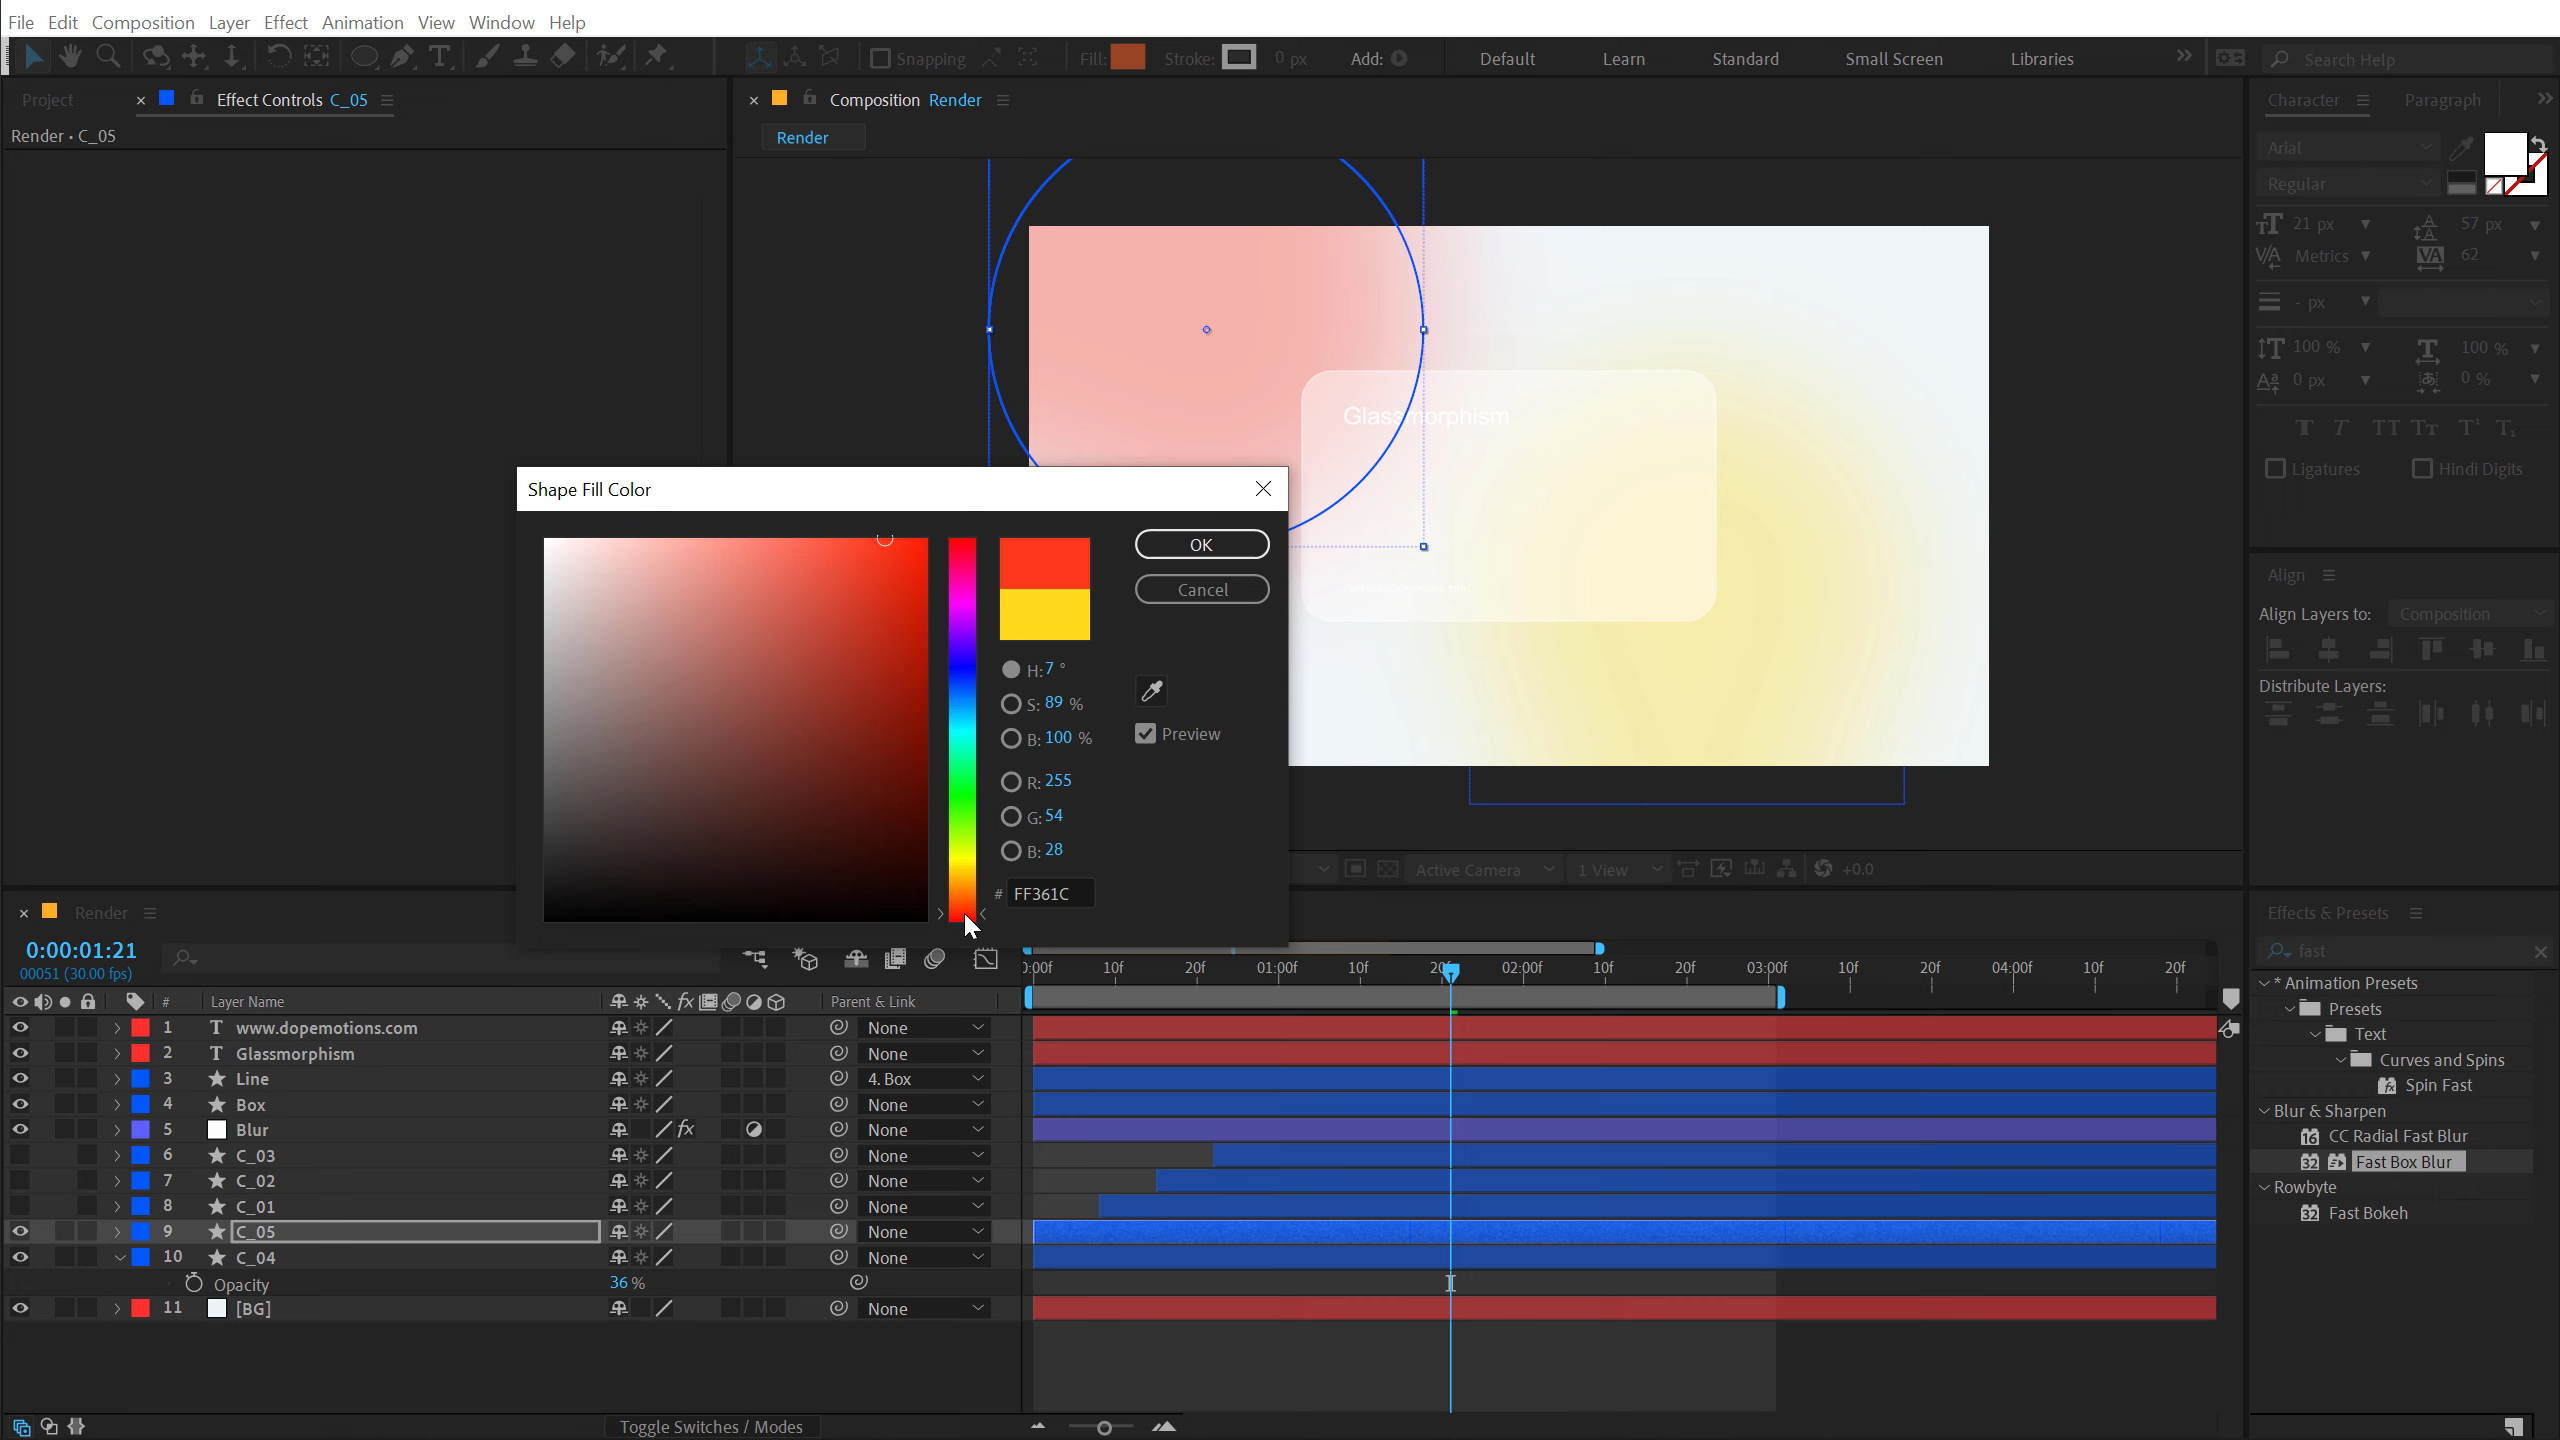 File Edit Composition Layer Effect Animation View Window Help
Snapping Fill: Stroke: 0 px Add: Default Learn Standard Small Screen Libraries Search Help
Project Effect Controls C_05 Composition Render Character Paragraph
Render • C_05
Render
Arial
Regular
21 px 57 px
Metrics 62
- px
100 % 100 %
0 px 0 %
Ligatures Hindi Digits
Glassmorphism
Shape Fill Color
OK
Cancel
H: 7 °
S: 89 %
B: 100 %
Preview
R: 255
G: 54
B: 28
# FF361C
Align
Align Layers to: Composition
Distribute Layers:
Active Camera 1 View +0.0
Render
0:00:01:21
00051 (30.00 fps)
:00f 10f 20f 01:00f 10f 20f 02:00f 10f 20f 03:00f 10f 20f 04:00f 10f 20f
# Layer Name Parent & Link
1 T www.dopemotions.com None
2 T Glassmorphism None
3 Line 4. Box
4 Box None
5 Blur fx None
6 C_03 None
7 C_02 None
8 C_01 None
9 C_05 None
10 C_04 None
Opacity 36 %
11 [BG] None
Toggle Switches / Modes
Effects & Presets
fast
* Animation Presets
Presets
Text
Curves and Spins
Spin Fast
Blur & Sharpen
16 CC Radial Fast Blur
32 Fast Box Blur
Rowbyte
32 Fast Bokeh